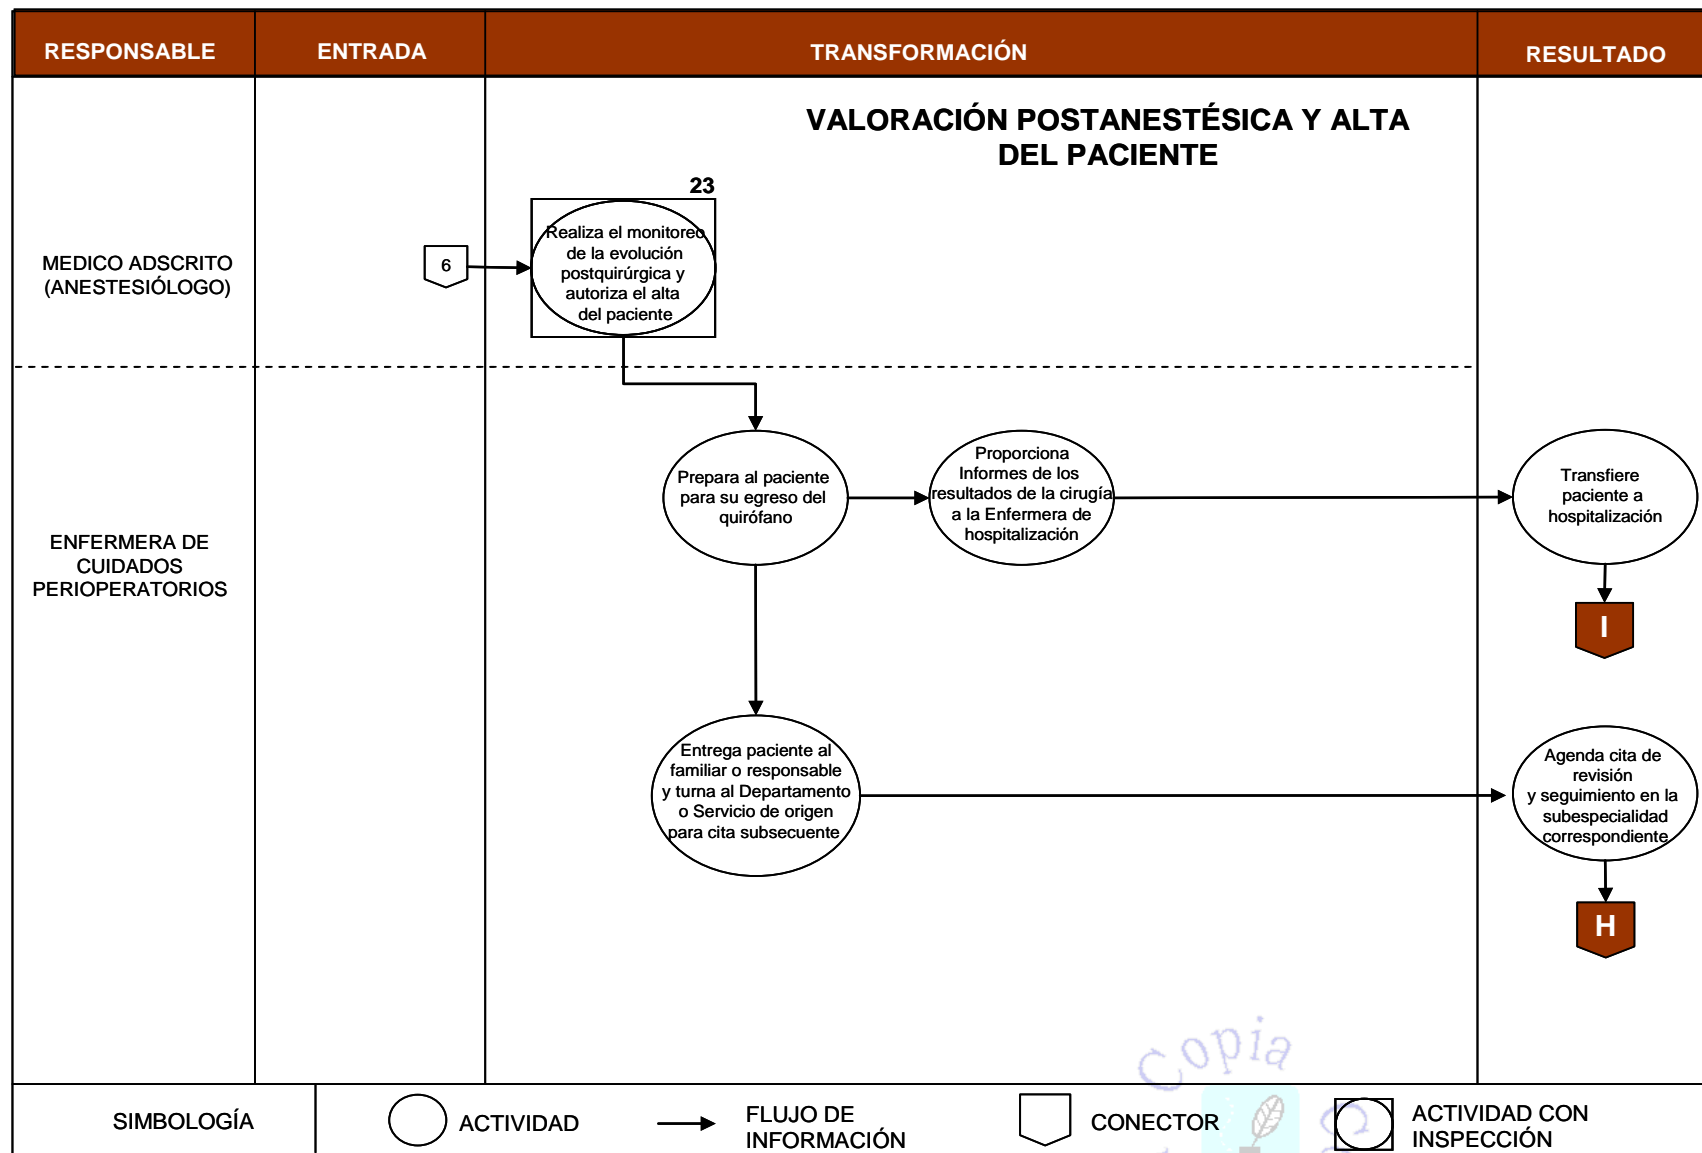 RESPONSABLE
ENTRADA
TRANSFORMACIÓN
RESULTADO
VALORACIÓN POSTANESTÉSICA Y ALTA
DEL PACIENTE
23
MEDICO ADSCRITO
(ANESTESIÓLOGO)
6
Realiza el monitoreo
de la evolución
postquirúrgica y
autoriza el alta
del paciente
ENFERMERA DE
CUIDADOS
PERIOPERATORIOS
Prepara al paciente
para su egreso del
quirófano
Proporciona
Informes de los
resultados de la cirugía
a la Enfermera de
hospitalización
Transfiere
paciente a
hospitalización
I
Entrega paciente al
familiar o responsable
y turna al Departamento
o Servicio de origen
para cita subsecuente
Agenda cita de
revisión
y seguimiento en la
subespecialidad
correspondiente
H
Copia
SIMBOLOGÍA
ACTIVIDAD
FLUJO DE
INFORMACIÓN
CONECTOR
ACTIVIDAD CON
INSPECCIÓN